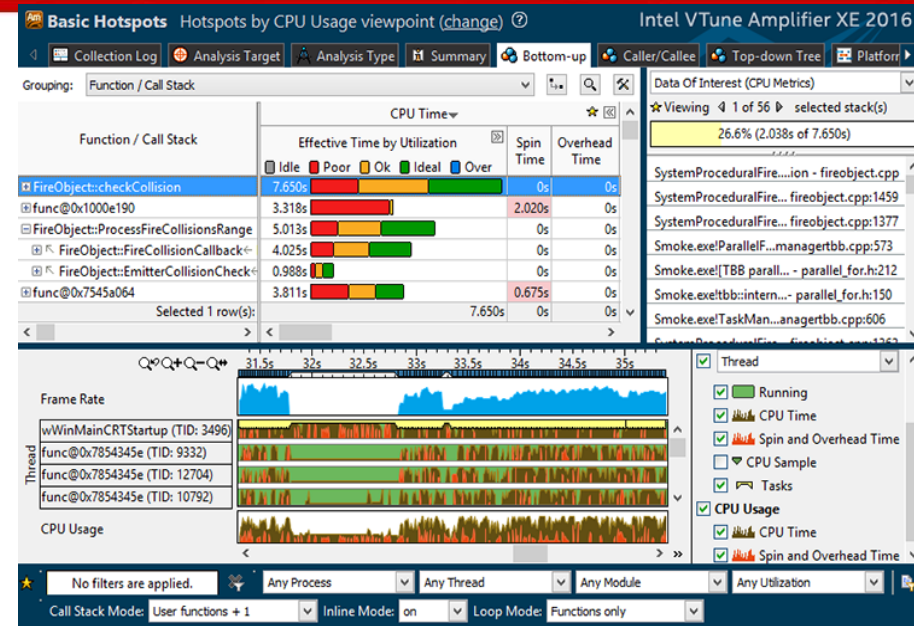 Basic Hotspots Hotspots by CPU Usage viewpoint (change) ? Intel VTune Amplifier XE 2016
Collection Log Analysis Target Analysis Type Summary Bottom-up Caller/Callee Top-down Tree Platforr
Grouping: Function / Call Stack
Data Of Interest (CPU Metrics)
Viewing 1 of 56 selected stack(s)
26.6% (2.038s of 7.650s)
Function / Call Stack
CPU Time
Effective Time by Utilization
Idle Poor Ok Ideal Over
Spin Time
Overhead Time
FireObject::checkCollision 7.650s 0s 0s
func@0x1000e190 3.318s 2.020s 0s
FireObject::ProcessFireCollisionsRange 5.013s 0s 0s
FireObject::FireCollisionCallback 4.025s 0s 0s
FireObject::EmitterCollisionCheck 0.988s 0s 0s
func@0x7545a064 3.811s 0.675s 0s
Selected 1 row(s): 7.650s 0s 0s
SystemProceduralFire....ion - fireobject.cpp
SystemProceduralFire... fireobject.cpp:1459
SystemProceduralFire... fireobject.cpp:1377
Smoke.exe!ParallelF...managertbb.cpp:573
Smoke.exe![TBB parall... - parallel_for.h:212
Smoke.exe!tbb::intern...- parallel_for.h:150
Smoke.exe!TaskMan...anagertbb.cpp:606
31.5s 32s 32.5s 33s 33.5s 34s 34.5s 35s
Frame Rate
Thread
wWinMainCRTStartup (TID: 3496)
func@0x7854345e (TID: 9332)
func@0x7854345e (TID: 12704)
func@0x7854345e (TID: 10792)
CPU Usage
Thread
Running
CPU Time
Spin and Overhead Time
CPU Sample
Tasks
CPU Usage
CPU Time
Spin and Overhead Time
No filters are applied. Any Process Any Thread Any Module Any Utilization
Call Stack Mode: User functions + 1 Inline Mode: on Loop Mode: Functions only